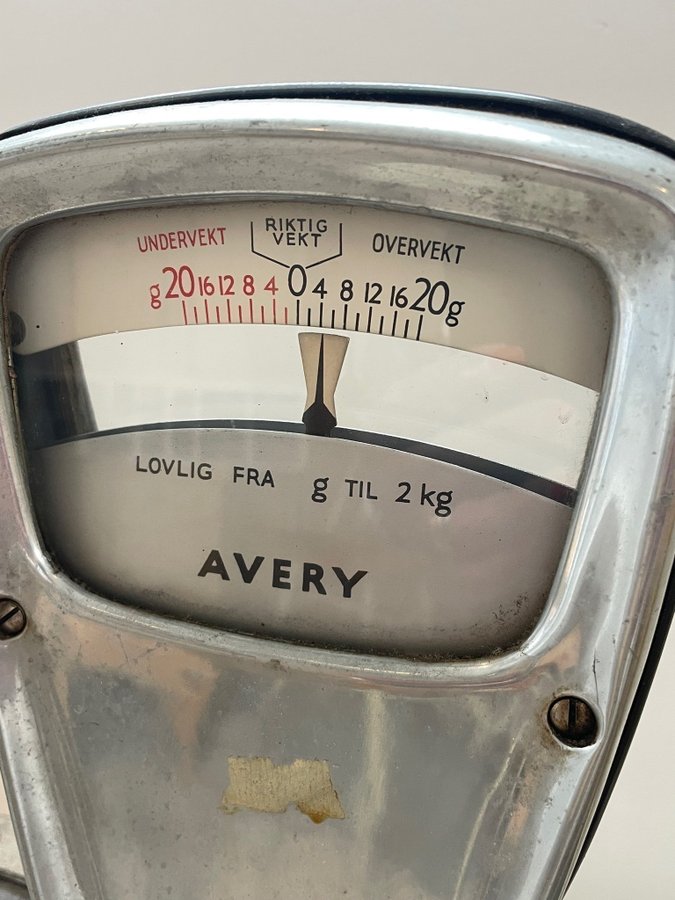 RIKTIG
VEKT
UNDERVEKT OVERVEKT
g 20 16 12 8 4 0 4 8 12 16 20 g
LOVLIG FRA g TIL 2 kg
AVERY